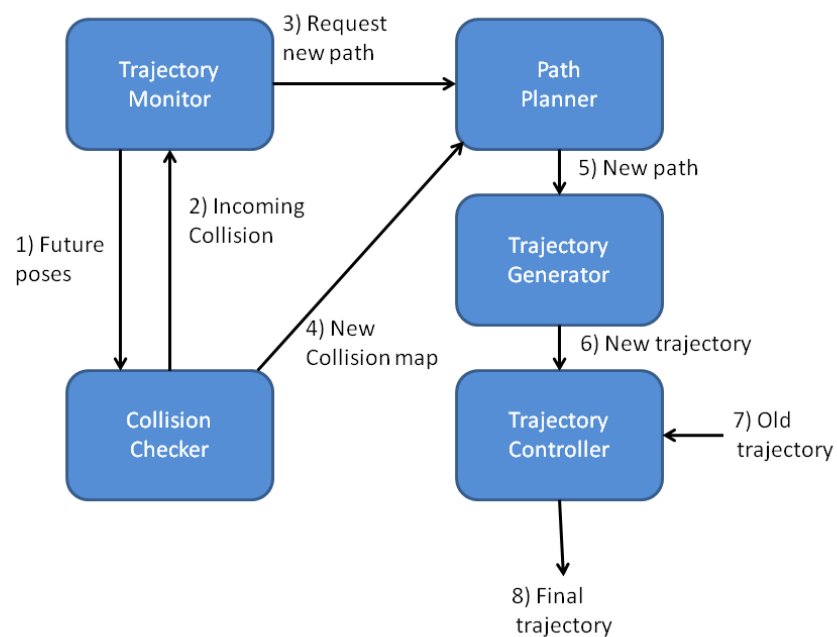 3) Request
new path
Trajectory
Monitor
Path
Planner
5) New path
2) Incoming
Collision
1) Future
poses
Trajectory
Generator
4) New
Collision map
6) New trajectory
Collision
Checker
Trajectory
Controller
7) Old
trajectory
8) Final
trajectory